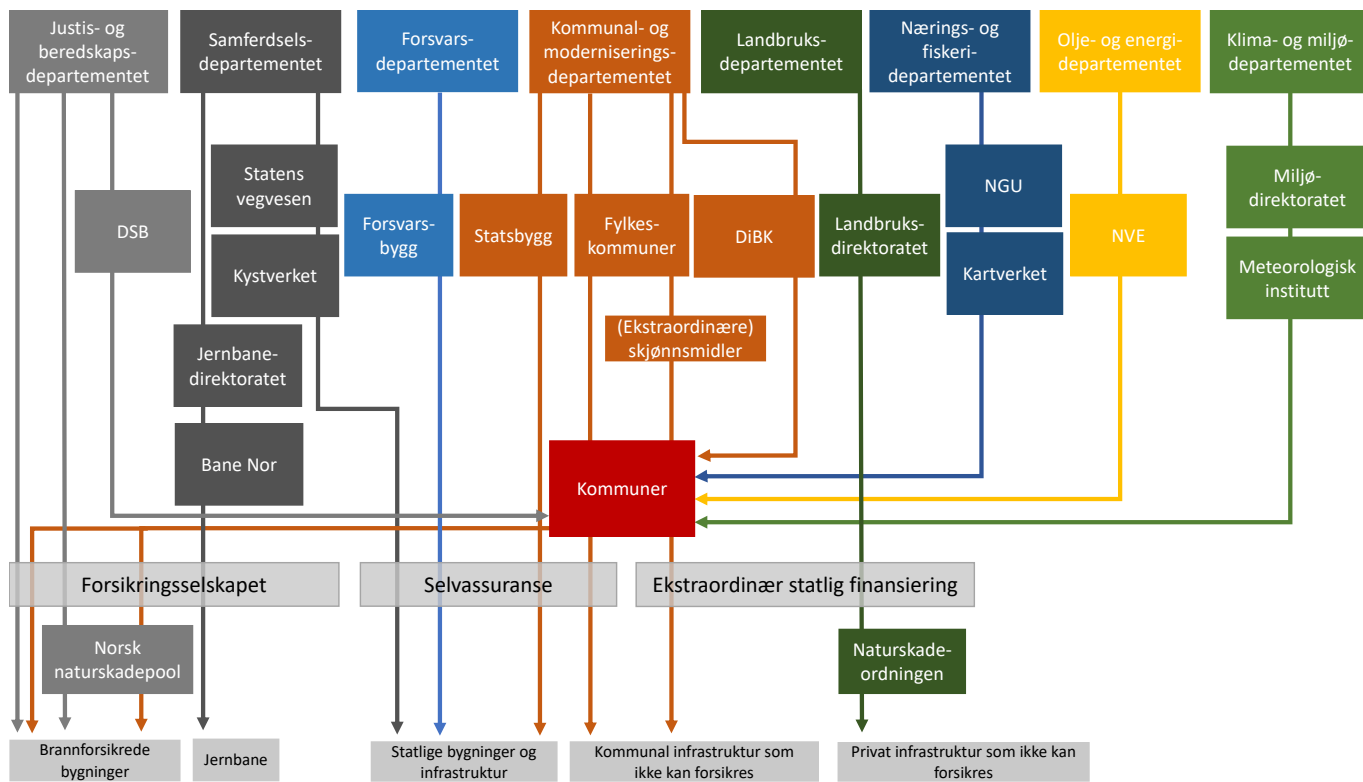 Justis- og
beredskaps-
departementet
Samferdsels-
departementet
Forsvars-
departementet
Kommunal- og
moderniserings-
departementet
Landbruks-
departementet
Nærings- og
fiskeri-
departementet
Olje- og energi-
departementet
Klima- og miljø-
departementet
DSB
Statens
vegvesen
Kystverket
Forsvars-
bygg
Statsbygg
Fylkes-
kommuner
DiBK
Landbruks-
direktoratet
NGU
Kartverket
NVE
Miljø-
direktoratet
Meteorologisk
institutt
(Ekstraordinære)
skjønnsmidler
Jernbane-
direktoratet
Bane Nor
Kommuner
Forsikringsselskapet
Selvassuranse
Ekstraordinær statlig finansiering
Norsk
naturskadepool
Naturskade-
ordningen
Brannforsikrede
bygninger
Jernbane
Statlige bygninger og
infrastruktur
Kommunal infrastruktur som
ikke kan forsikres
Privat infrastruktur som ikke kan
forsikres